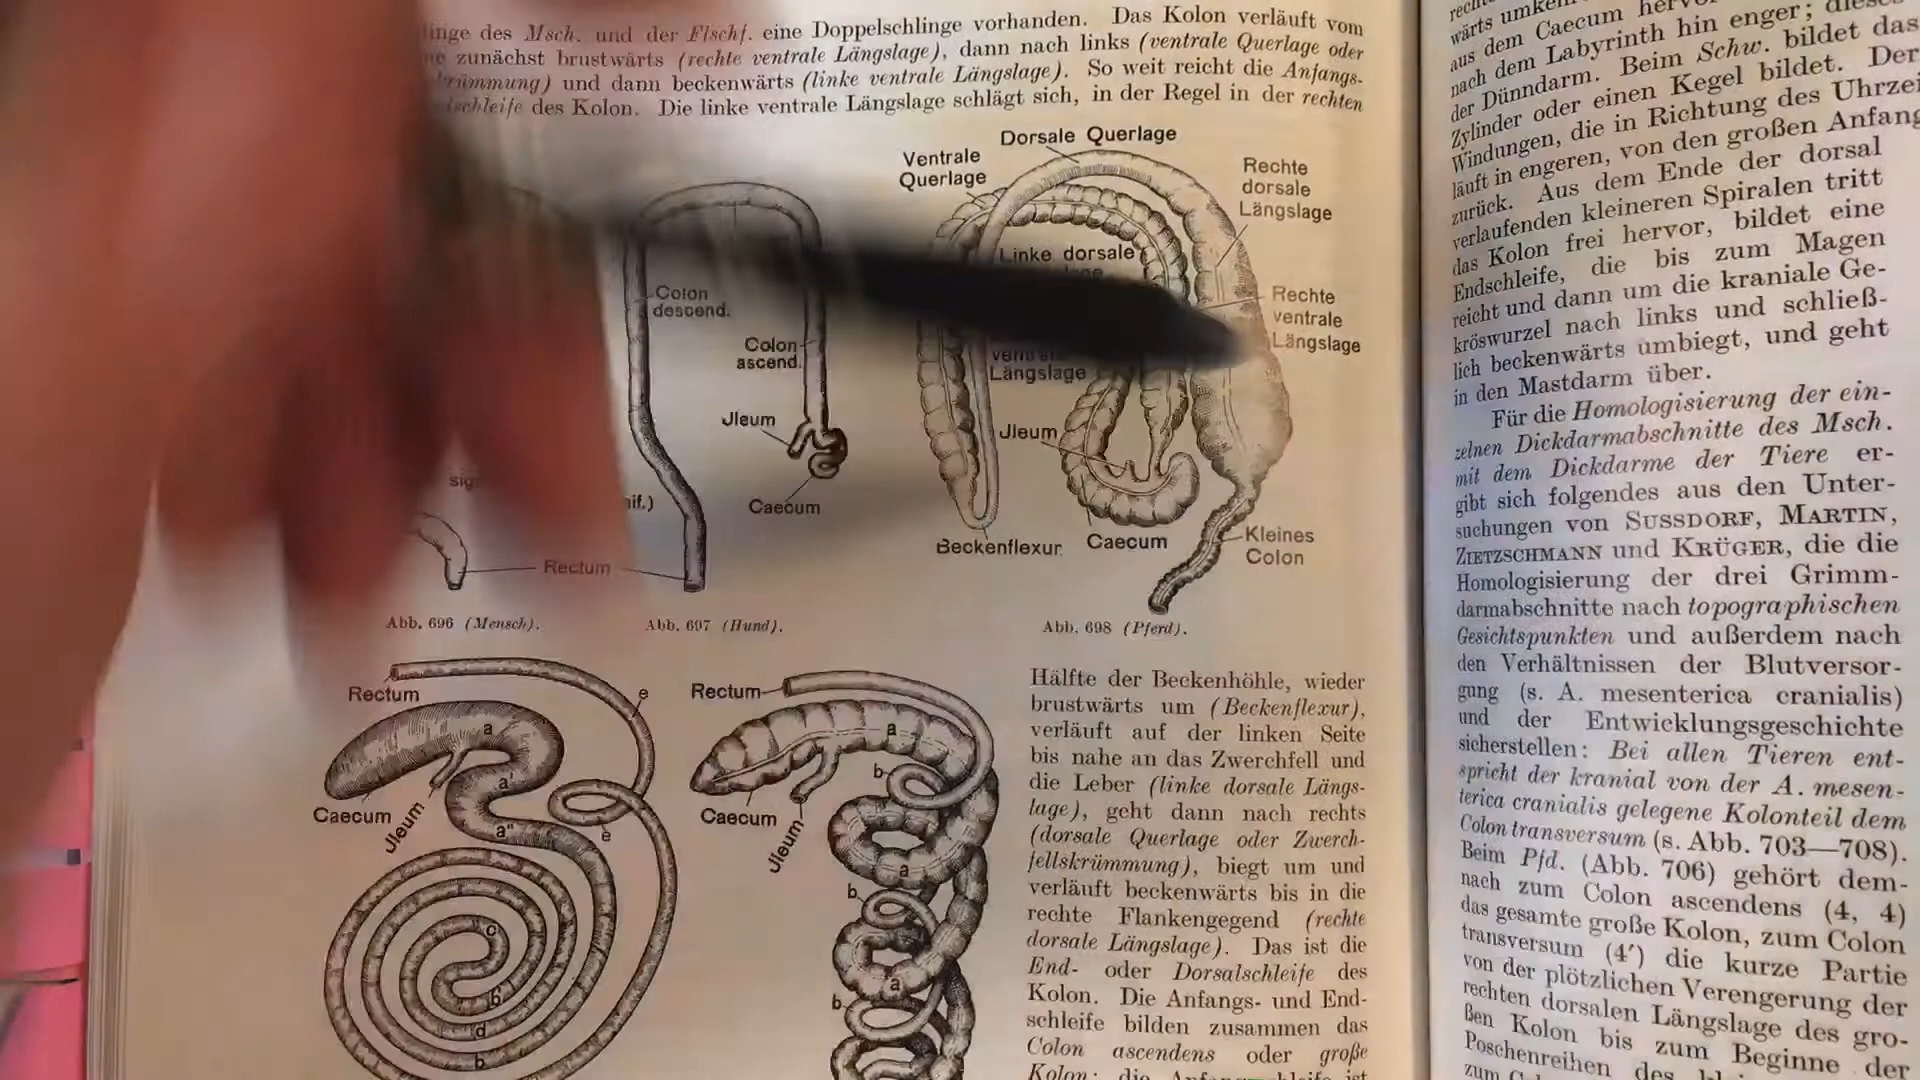 des Msch. und der Flschf. eine Doppelschlinge vorhanden. Das Kolon verläuft vom
zunächst brustwärts (rechte ventrale Längslage), dann nach links (ventrale Querlage oder
und dann beckenwärts (linke ventrale Längslage). So weit reicht die Anfangs-
des Kolon. Die linke ventrale Längslage schlägt sich, in der Regel in der rechten
Dorsale Querlage
Ventrale
Querlage
Rechte
dorsale
Längslage
Linke dorsale
Colon
descend.
Rechte
ventrale
Längslage
Colon
ascend.
Längslage
Jleum
Jleum
Caecum
Beckenflexur
Caecum
Kleines
Colon
Rectum
Abb. 696 (Mensch).
Abb. 697 (Hund).
Abb. 698 (Pferd).
Rectum
e
a
Caecum
Jleum
a'
a"
e
c
b
d
b
Rectum
a
b
Caecum
Jleum
a
b
a
b
Hälfte der Beckenhöhle, wieder
brustwärts um (Beckenflexur),
verläuft auf der linken Seite
bis nahe an das Zwerchfell und
die Leber (linke dorsale Längs-
lage), geht dann nach rechts
(dorsale Querlage oder Zwerch-
fellskrümmung), biegt um und
verläuft beckenwärts bis in die
rechte Flankengegend (rechte
dorsale Längslage). Das ist die
End- oder Dorsalschleife des
Kolon. Die Anfangs- und End-
schleife bilden zusammen das
Colon ascendens oder große
Kolon; die
wärts
aus dem Caecum
nach dem Labyrinth hin enger;
der Dünndarm. Beim Schw. bildet das
Zylinder oder einen Kegel bildet. Der
Windungen, die in Richtung des
läuft in engeren, von den großen
zurück. Aus dem Ende der dorsal
verlaufenden kleineren Spiralen tritt
das Kolon frei hervor, bildet eine
Endschleife, die bis zum Magen
reicht und dann um die kraniale Ge-
kröswurzel nach links und schließ-
lich beckenwärts umbiegt, und geht
in den Mastdarm über.
Für die Homologisierung der ein-
zelnen Dickdarmabschnitte des Msch.
mit dem Dickdarme der Tiere er-
gibt sich folgendes aus den Unter-
suchungen von SUSSDORF, MARTIN,
ZIETZSCHMANN und KRÜGER, die die
Homologisierung der drei Grimm-
darmabschnitte nach topographischen
Gesichtspunkten und außerdem nach
den Verhältnissen der Blutversor-
gung (s. A. mesenterica cranialis)
und der Entwicklungsgeschichte
sicherstellen: Bei allen Tieren ent-
spricht der kranial von der A. mesen-
terica cranialis gelegene Kolonteil dem
Colon transversum (s. Abb. 703—708).
Beim Pfd. (Abb. 706) gehört dem-
nach zum Colon ascendens (4, 4)
das gesamte große Kolon, zum Colon
transversum (4') die kurze Partie
von der plötzlichen Verengerung der
rechten dorsalen Längslage des gro-
ßen Kolon bis zum Beginne der
Poschenreihen des